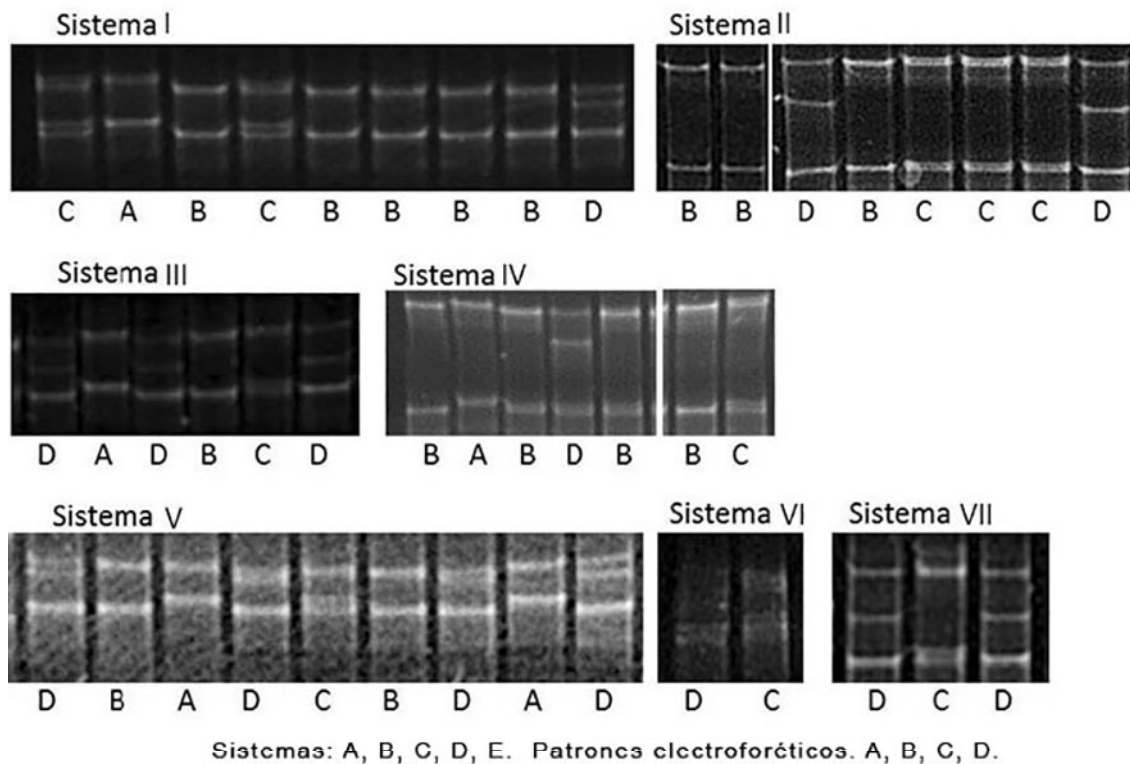 Sistema I
Sistema II
C A B C B B B B D
B B D B C C C D
Sistema III
Sistema IV
D A D B C D
B A B D B B C
Sistema V
Sistema VI
Sistema VII
D B A D C B D A D
D C
D C D
Sistemas: A, B, C, D, E. Patrones electroforéticos. A, B, C, D.